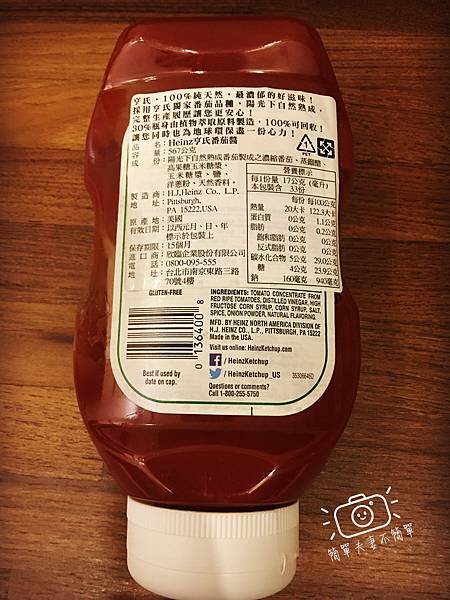 亨氏,100%純天然,最濃郁的好滋味!
採用亨氏獨家番茄品種,陽光下自然熟成,
完整生產履歷讓您更安心!
30%瓶身由植物萃取原料製造,100%可回收!
讓您同時也為地球環保盡一份心力!
品名:Heinz亨氏番茄醬
容量:567公克
成份:陽光下自然熟成番茄製成之濃縮番茄、蒸餾醋、
高果糖玉米糖漿、
玉米糖漿、鹽、
洋蔥粉、天然香料。
製造商:H.J.Heinz Co., L.P.
地址:Pittsburgh,
PA 15222,USA
原產地:美國
有效日期:以西元月、日、年
標示於包裝上
保存期限:15個月
進口商:欣臨企業股份有限公司
電話:0800-095-555
地址:台北市南京東路三路
70號4樓
營養標示
每1份量 17公克 (毫升)
本包裝含 33份
每份 每100公克
熱量 20大卡 122.3大卡
蛋白質 0公克 1.1公克
脂肪 0公克 0.2公克
飽和脂肪 0公克 0公克
反式脂肪 0公克 0公克
碳水化合物 5公克 29.0公克
糖 4公克 23.9公克
鈉 160毫克 940毫克
GLUTEN-FREE
0 136400 8
INGREDIENTS: TOMATO CONCENTRATE FROM
RED RIPE TOMATOES, DISTILLED VINEGAR, HIGH
FRUCTOSE CORN SYRUP, CORN SYRUP, SALT,
SPICE, ONION POWDER, NATURAL FLAVORING.
MFD. BY HEINZ NORTH AMERICA DIVISION OF
H.J. HEINZ CO., L.P., PITTSBURGH, PA 15222
Visit us online: HeinzKetchup.com
/HeinzKetchup
/HeinzKetchup_US
Best if used by
date on cap.
Questions or comments?
Call 1-800-255-5750
簡單夫妻不簡單